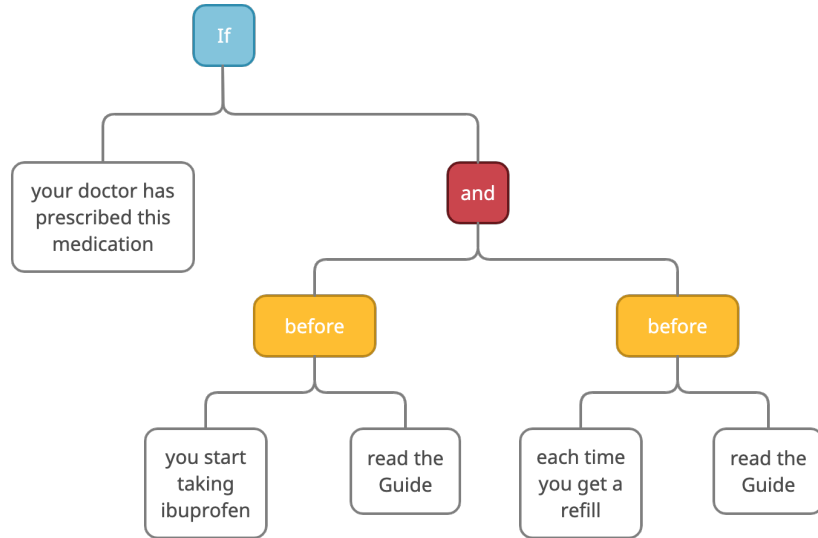 If
your doctor has
prescribed this
medication
and
before
before
you start
taking
ibuprofen
read the
Guide
each time
you get a
refill
read the
Guide